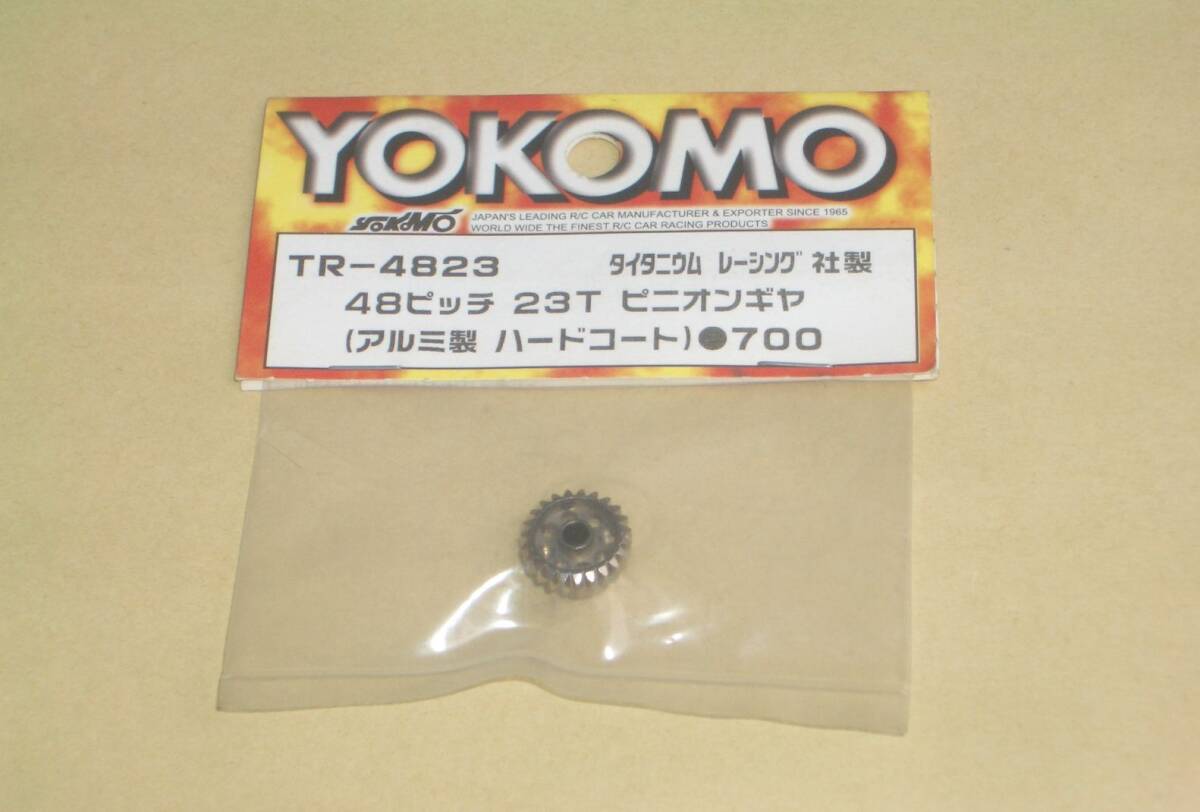 YOKOMO
YOKOMO JAPAN'S LEADING R/C CAR MANUFACTURER & EXPORTER SINCE 1965
WORLD WIDE THE FINEST R/C CAR RACING PRODUCTS
TR-4823 タイタニウム レーシング 社製
48ピッチ 23T ピニオンギヤ
(アルミ製 ハードコート)●700